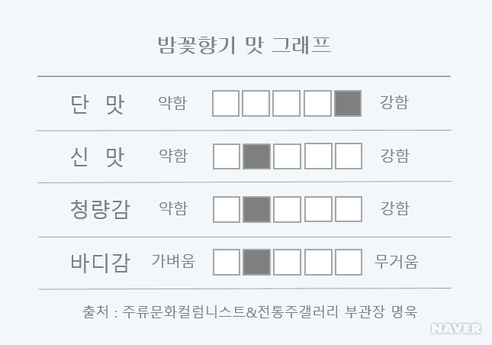 밤꽃향기 맛 그래프
단 맛 약함 강함
신 맛 약함 강함
청량감 약함 강함
바디감 가벼움 무거움
출처 : 주류문화컬럼니스트&전통주갤러리 부관장 명욱
NAVER